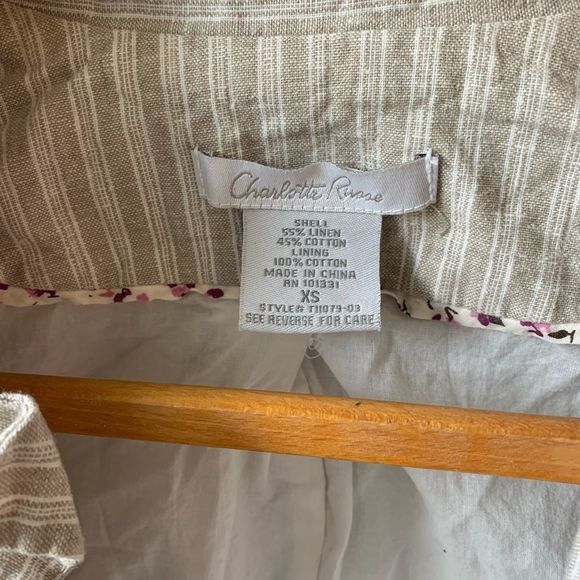 Charlotte Russe
SHELL
55% LINEN
45% COTTON
LINING
100% COTTON
MADE IN CHINA
RN 101331
XS
STYLE# T11079-03
SEE REVERSE FOR CARE